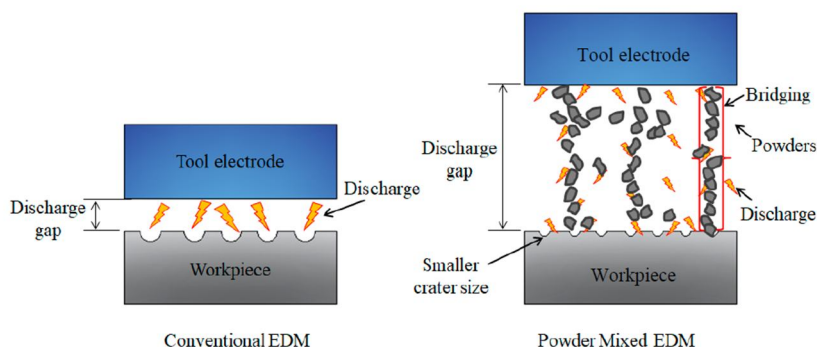 Tool electrode
Discharge
gap
Discharge
Workpiece
Conventional EDM
Tool electrode
Bridging
Powders
Discharge
gap
Discharge
Smaller
crater size
Workpiece
Powder Mixed EDM